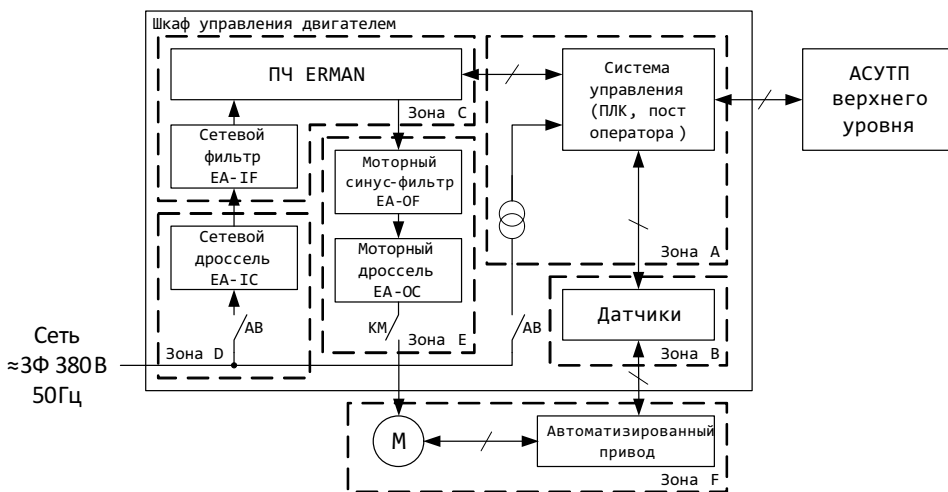 Шкаф управления двигателем
ПЧ ERMAN
Зона C
Сетевой
фильтр
EA-IF
Моторный
синус-фильтр
EA-OF
Система
управления
(ПЛК, пост
оператора)
Зона A
АСУТП
верхнего
уровня
Сетевой
дроссель
EA-IC
Моторный
дроссель
EA-OC
АВ
КМ
АВ
Зона D
Зона E
Датчики
Зона B
Сеть
≈3Ф 380В
50Гц
М
Автоматизированный
привод
Зона F